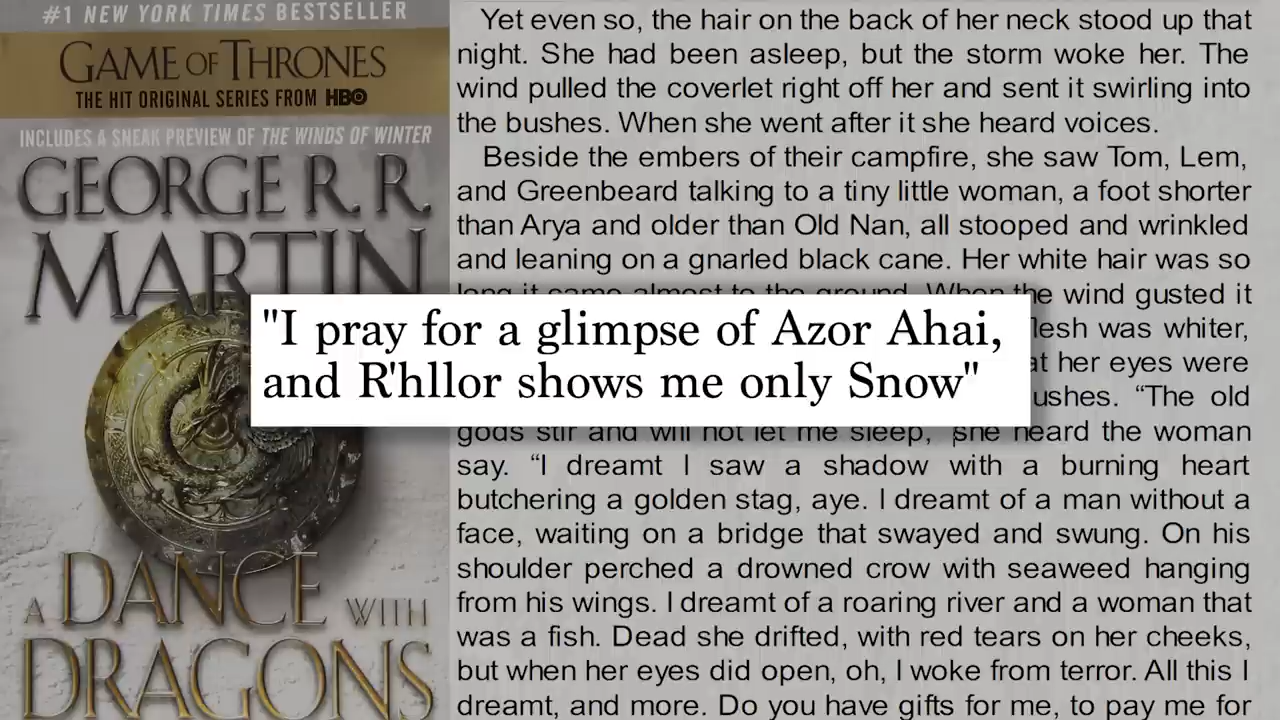 #1 NEW YORK TIMES BESTSELLER
GAME OF THRONES
THE HIT ORIGINAL SERIES FROM HBO
INCLUDES A SNEAK PREVIEW OF THE WINDS OF WINTER
GEORGE R. R.
MARTIN
A DANCE WITH
DRAGONS
Yet even so, the hair on the back of her neck stood up that
night. She had been asleep, but the storm woke her. The
wind pulled the coverlet right off her and sent it swirling into
the bushes. When she went after it she heard voices.
Beside the embers of their campfire, she saw Tom, Lem,
and Greenbeard talking to a tiny little woman, a foot shorter
than Arya and older than Old Nan, all stooped and wrinkled
and leaning on a gnarled black cane. Her white hair was so
long it came almost to the ground. When the wind gusted it
flesh was whiter,
at her eyes were
ushes. “The old
gods stir and will not let me sleep,” she heard the woman
say. “I dreamt I saw a shadow with a burning heart
butchering a golden stag, aye. I dreamt of a man without a
face, waiting on a bridge that swayed and swung. On his
shoulder perched a drowned crow with seaweed hanging
from his wings. I dreamt of a roaring river and a woman that
was a fish. Dead she drifted, with red tears on her cheeks,
but when her eyes did open, oh, I woke from terror. All this I
dreamt, and more. Do you have gifts for me, to pay me for
"I pray for a glimpse of Azor Ahai,
and R'hllor shows me only Snow"